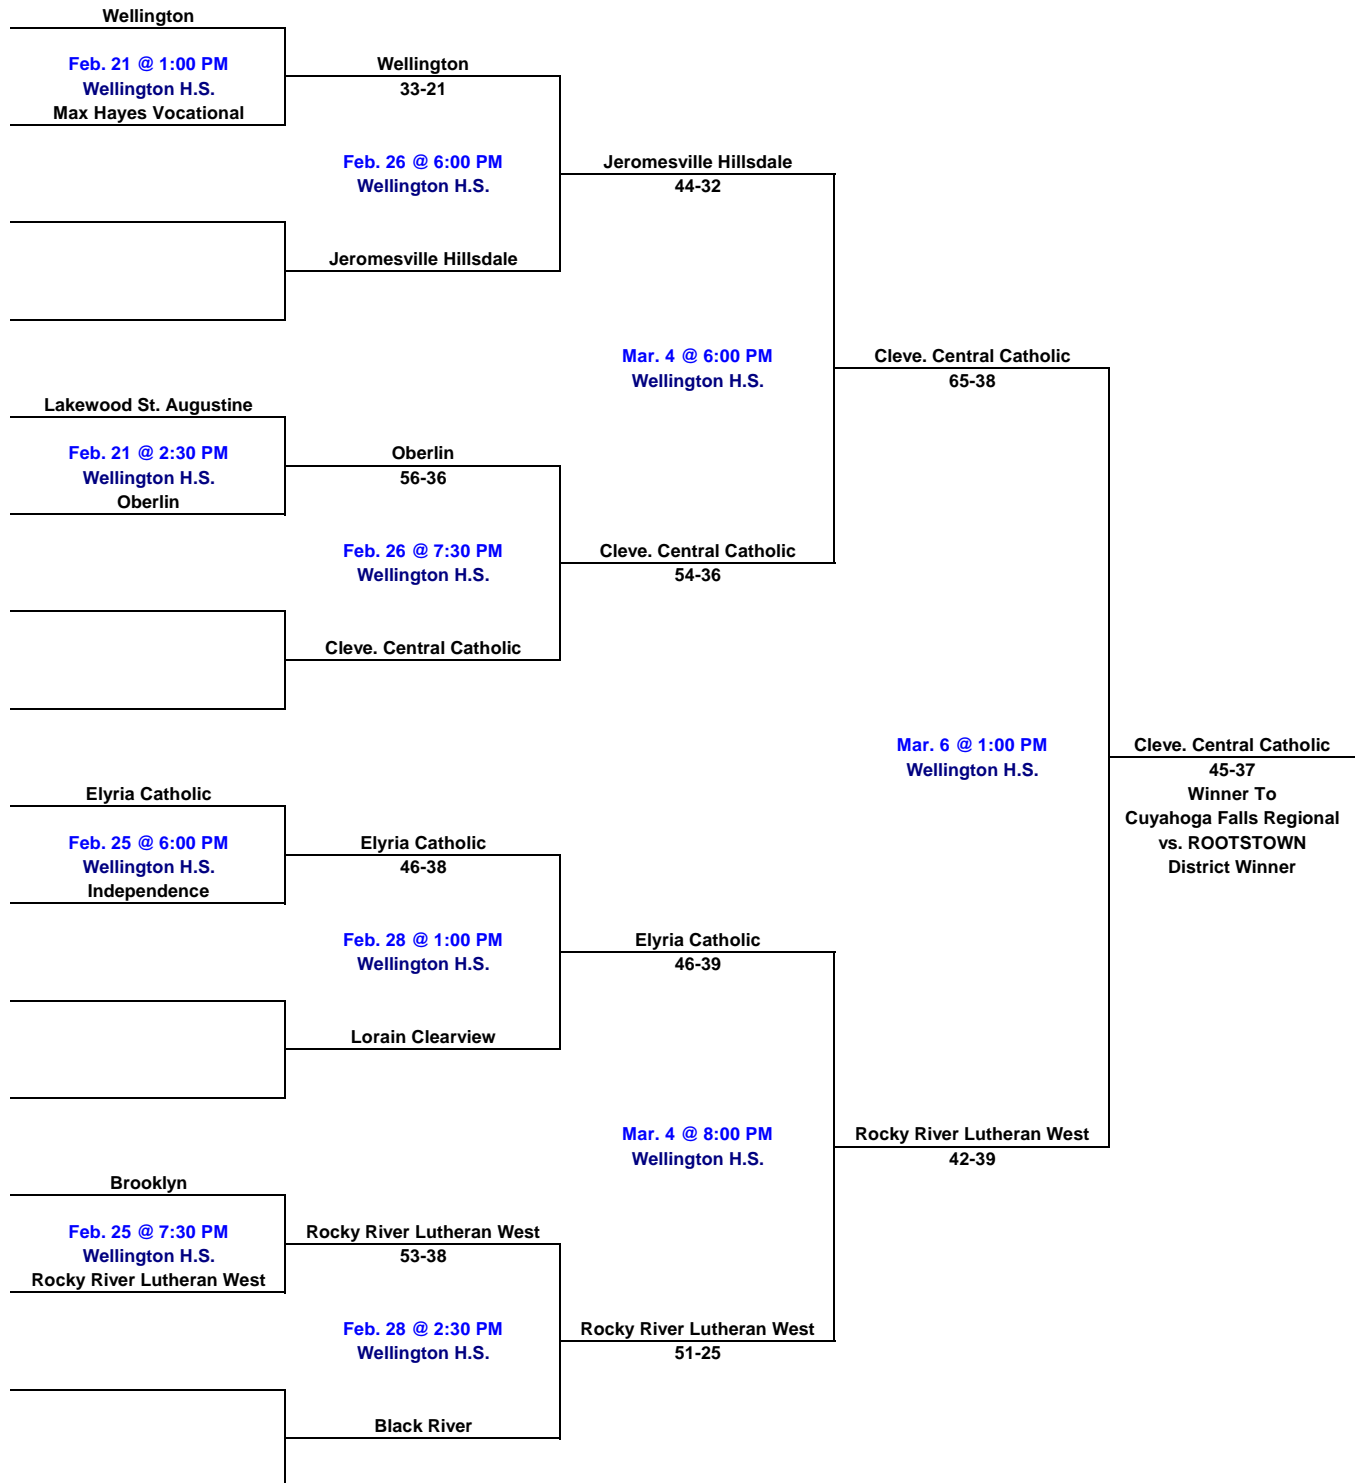 Wellington
Feb. 21 @ 1:00 PM
Wellington H.S.
Max Hayes Vocational
Wellington
33-21
Feb. 26 @ 6:00 PM
Wellington H.S.
Jeromesville Hillsdale
Jeromesville Hillsdale
44-32
Mar. 4 @ 6:00 PM
Wellington H.S.
Cleve. Central Catholic
65-38
Lakewood St. Augustine
Feb. 21 @ 2:30 PM
Wellington H.S.
Oberlin
Oberlin
56-36
Feb. 26 @ 7:30 PM
Wellington H.S.
Cleve. Central Catholic
54-36
Cleve. Central Catholic
Mar. 6 @ 1:00 PM
Wellington H.S.
Cleve. Central Catholic
45-37
Winner To
Cuyahoga Falls Regional
vs. ROOTSTOWN
District Winner
Elyria Catholic
Feb. 25 @ 6:00 PM
Wellington H.S.
Independence
Elyria Catholic
46-38
Feb. 28 @ 1:00 PM
Wellington H.S.
Elyria Catholic
46-39
Lorain Clearview
Mar. 4 @ 8:00 PM
Wellington H.S.
Rocky River Lutheran West
42-39
Brooklyn
Feb. 25 @ 7:30 PM
Wellington H.S.
Rocky River Lutheran West
Rocky River Lutheran West
53-38
Feb. 28 @ 2:30 PM
Wellington H.S.
Rocky River Lutheran West
51-25
Black River